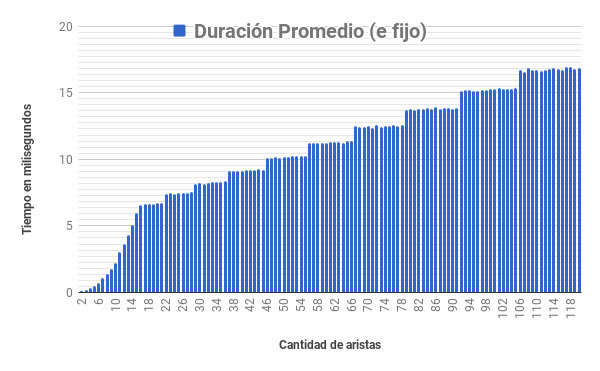 Duración Promedio (e fijo)
20
15
10
5
0
Tiempo en milisegundos
2 6 10 14 18 22 26 30 34 38 42 46 50 54 58 62 66 70 74 78 82 86 90 94 98 102 106 110 114 118
Cantidad de aristas